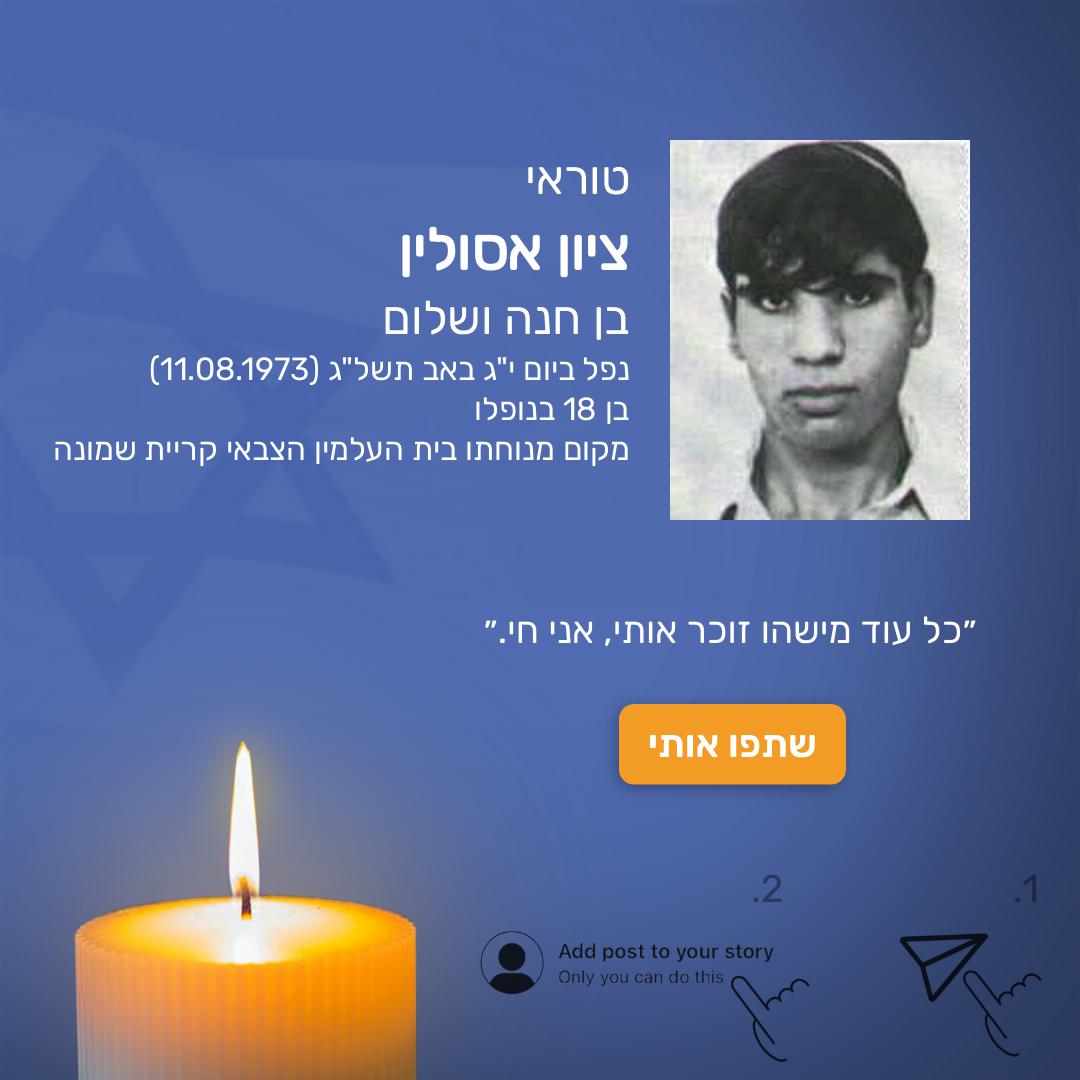 טוראי
ציון אסולין
בן חנה ושלום
נפל ביום י"ג באב תשל"ג (11.08.1973)
בן 18 בנופלו
מקום מנוחתו בית העלמין הצבאי קריית שמונה
״כל עוד מישהו זוכר אותי, אני חי.״
שתפו אותי
1.
2.
Add post to your story
Only you can do this